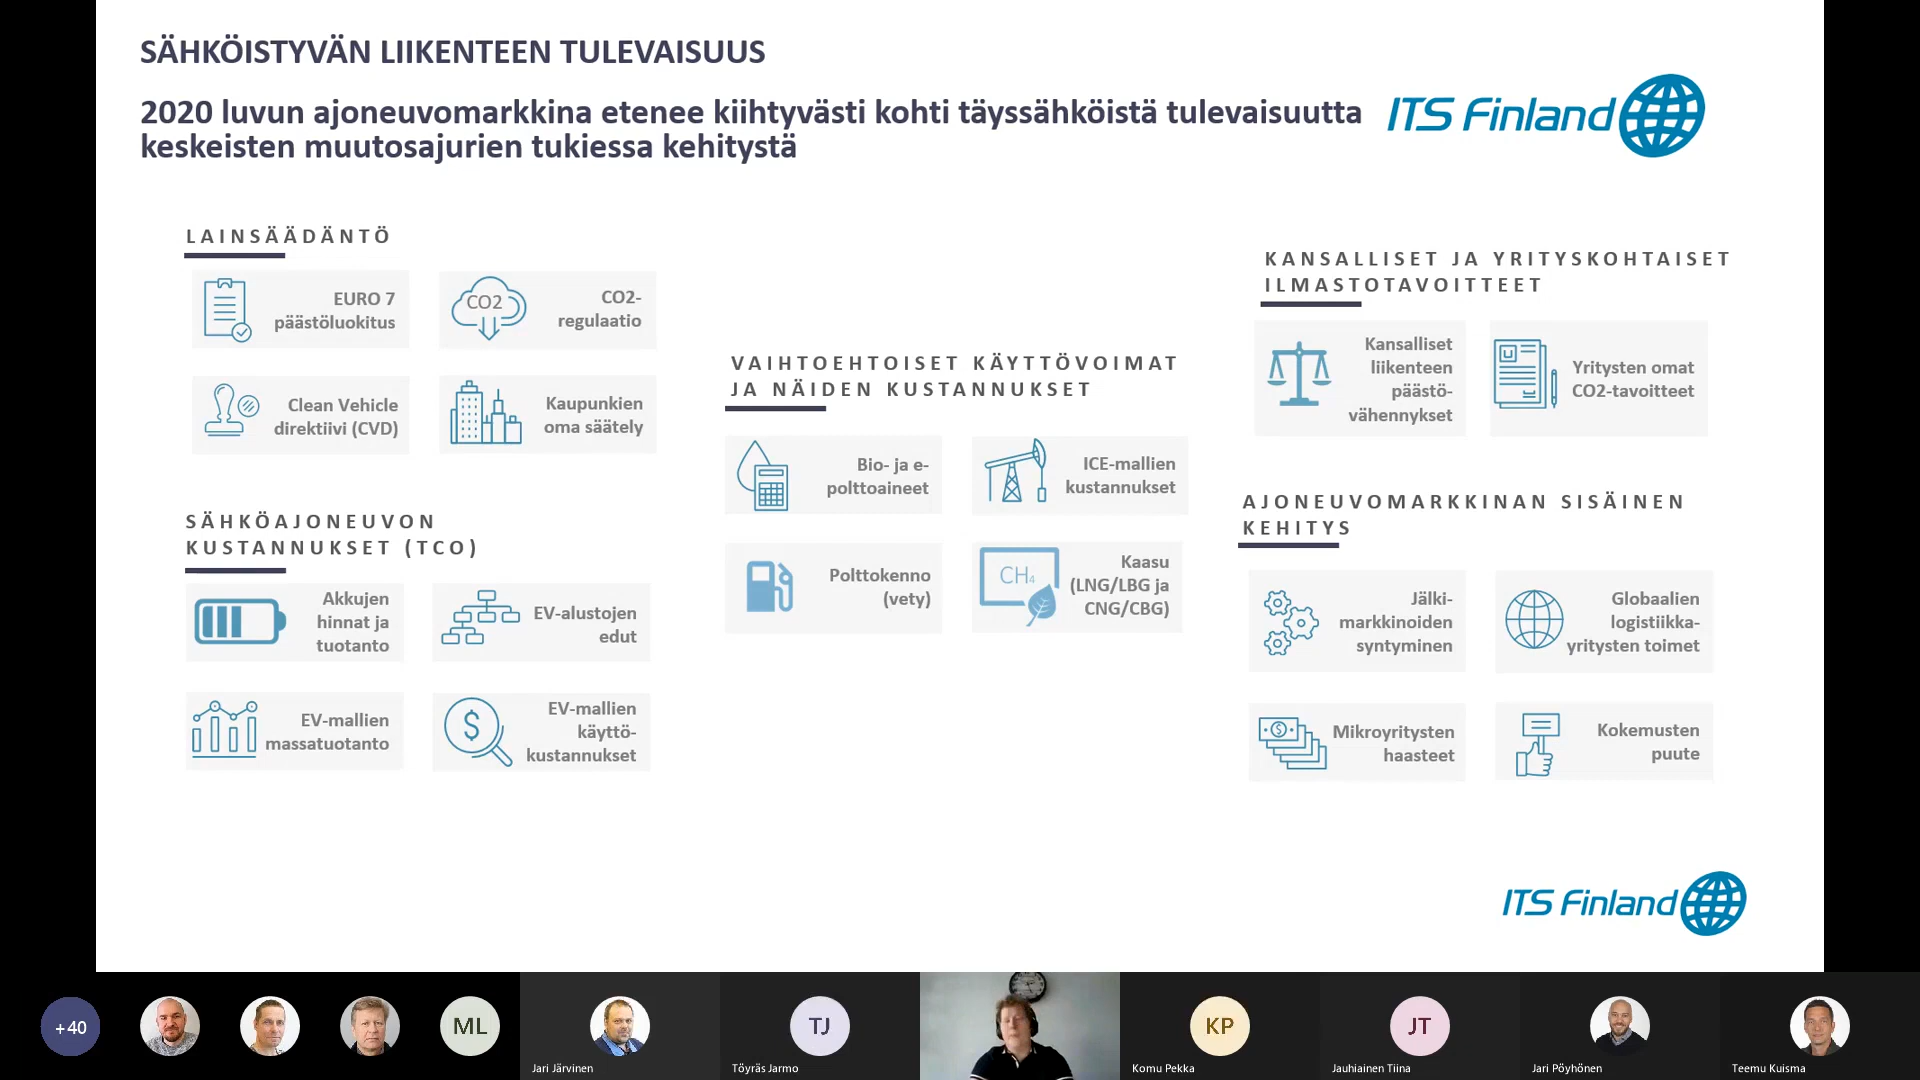 SÄHKÖISTYVÄN LIIKENTEEN TULEVAISUUS
2020 luvun ajoneuvomarkkina etenee kiihtyvästi kohti täyssähköistä tulevaisuutta
keskeisten muutosajurien tukiessa kehitystä
ITS Finland
LAINSÄÄDÄNTÖ
EURO 7
päästöluokitus
CO2
CO2-
regulaatio
Clean Vehicle
direktiivi (CVD)
Kaupunkien
oma säätely
SÄHKÖAJONEUVON
KUSTANNUKSET (TCO)
Akkujen
hinnat ja
tuotanto
EV-alustojen
edut
EV-mallien
massatuotanto
$
EV-mallien
käyttö-
kustannukset
VAIHTOEHTOISET KÄYTTÖVOIMAT
JA NÄIDEN KUSTANNUKSET
Bio- ja e-
polttoaineet
ICE-mallien
kustannukset
Polttokenno
(vety)
CH4
Kaasu
(LNG/LBG ja
CNG/CBG)
KANSALLISET JA YRITYSKOHTAISET
ILMASTOTAVOITTEET
Kansalliset
liikenteen
päästö-
vähennykset
Yritysten omat
CO2-tavoitteet
AJONEUVOMARKKINAN SISÄINEN
KEHITYS
Jälki-
markkinoiden
syntyminen
Globaalien
logistiikka-
yritysten toimet
$
Mikroyritysten
haasteet
Kokemusten
puute
ITS Finland
+40
ML
Jari Järvinen
TJ
Töyräs Jarmo
KP
Komu Pekka
JT
Jauhiainen Tiina
Jari Pöyhönen
Teemu Kuisma